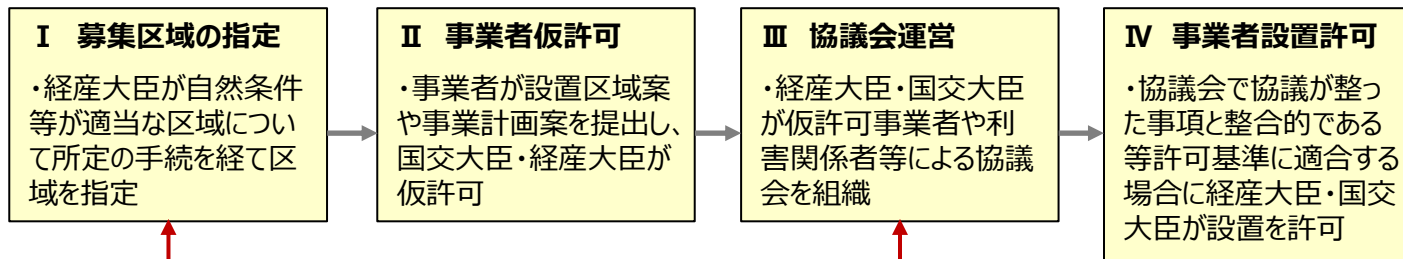 Ⅰ 募集区域の指定
・経産大臣が自然条件
等が適当な区域につい
て所定の手続を経て区
域を指定
Ⅱ 事業者仮許可
・事業者が設置区域案
や事業計画案を提出し、
国交大臣・経産大臣が
仮許可
Ⅲ 協議会運営
・経産大臣・国交大臣
が仮許可事業者や利
害関係者等による協議
会を組織
Ⅳ 事業者設置許可
・協議会で協議が整っ
た事項と整合的である
等許可基準に適合する
場合に経産大臣・国交
大臣が設置を許可